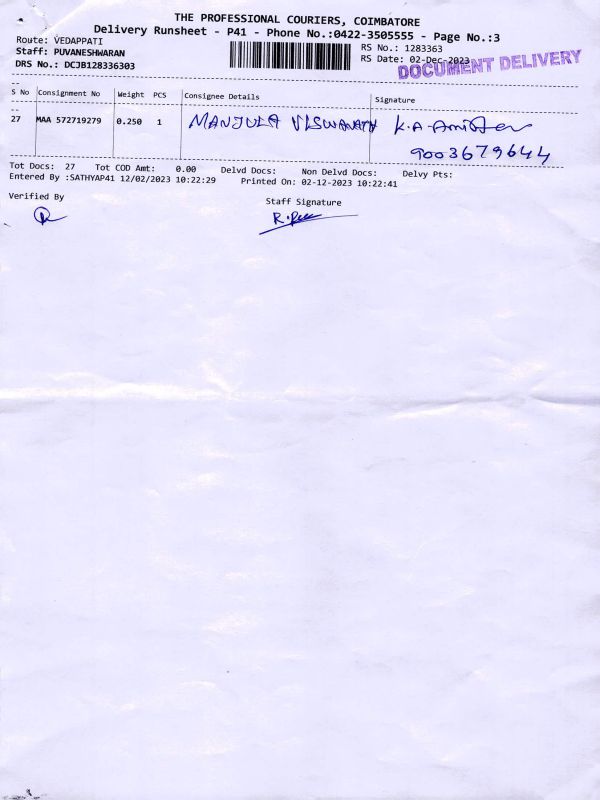 THE PROFESSIONAL COURIERS, COIMBATORE
Delivery Runsheet - P41 - Phone No.:0422-3505555 - Page No.:3
Route: VEDAPPATI
RS No.: 1283363
Staff: PUVANESHWARAN
RS Date: 02-Dec-2023
DOCUMENT DELIVERY
DRS No.: DCJB128336303
S No Consignment No Weight PCS Consignee Details Signature
27 MAA 572719279 0.250 1 MANJULA VISWANATH K.A-
9003679644
Tot Docs: 27 Tot COD Amt: 0.00 Delvd Docs: Non Delvd Docs: Delvy Pts:
Entered By :SATHYAP41 12/02/2023 10:22:29 Printed On: 02-12-2023 10:22:41
Verified By
Staff Signature